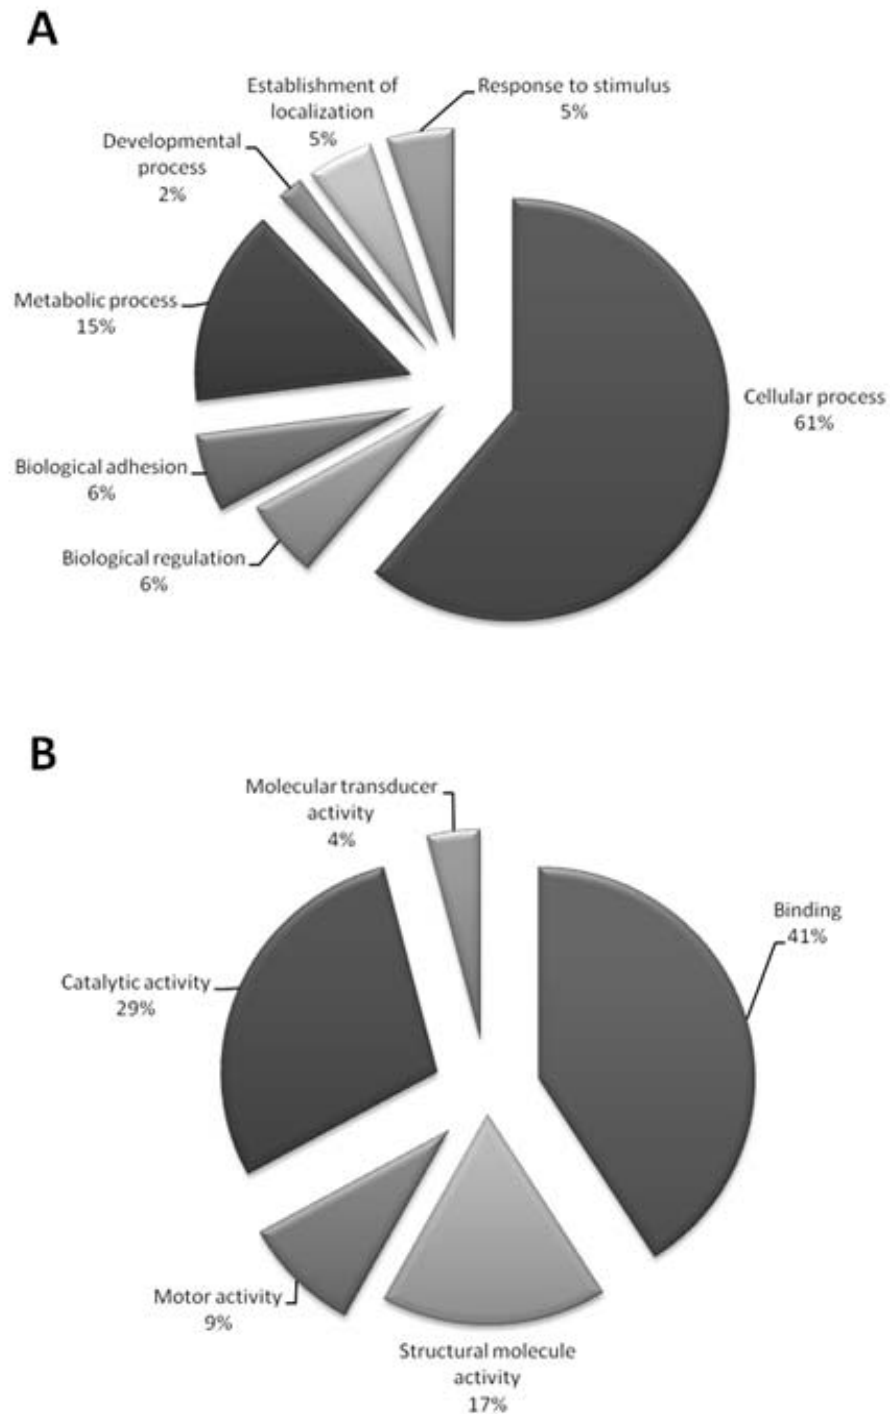 A
Establishment of
localization
5%
Response to stimulus
5%
Developmental
process
2%
Metabolic process
15%
Cellular process
61%
Biological adhesion
6%
Biological regulation
6%
B
Molecular transducer
activity
4%
Binding
41%
Catalytic activity
29%
Motor activity
9%
Structural molecule
activity
17%